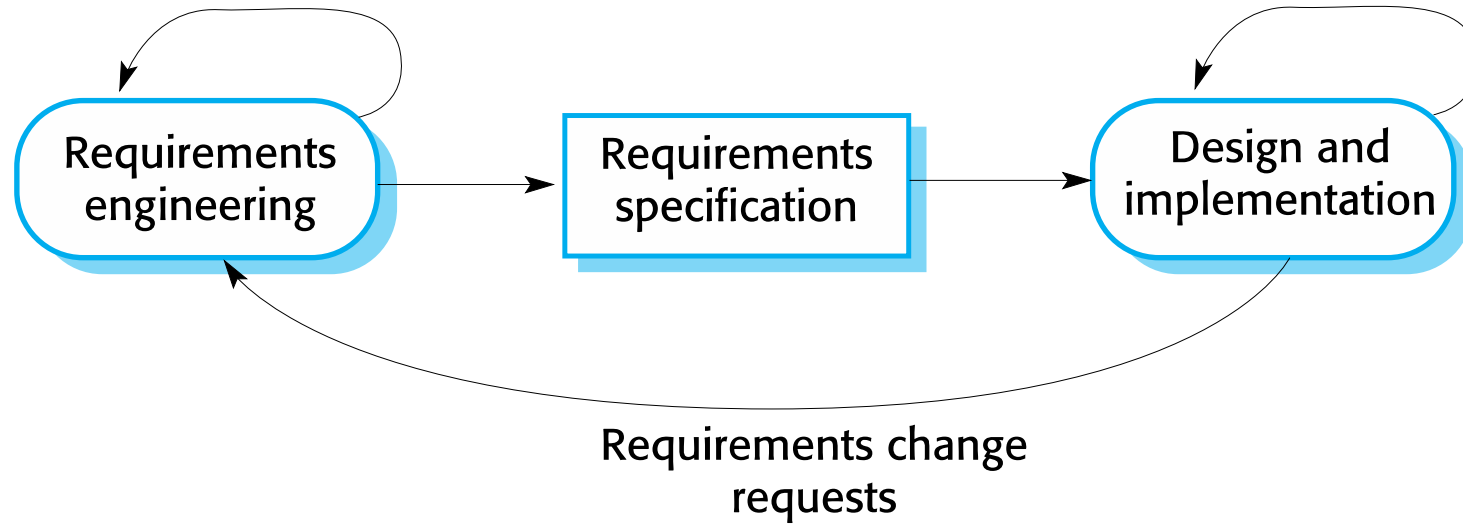 Requirements
engineering
Requirements
specification
Design and
implementation
Requirements change
requests